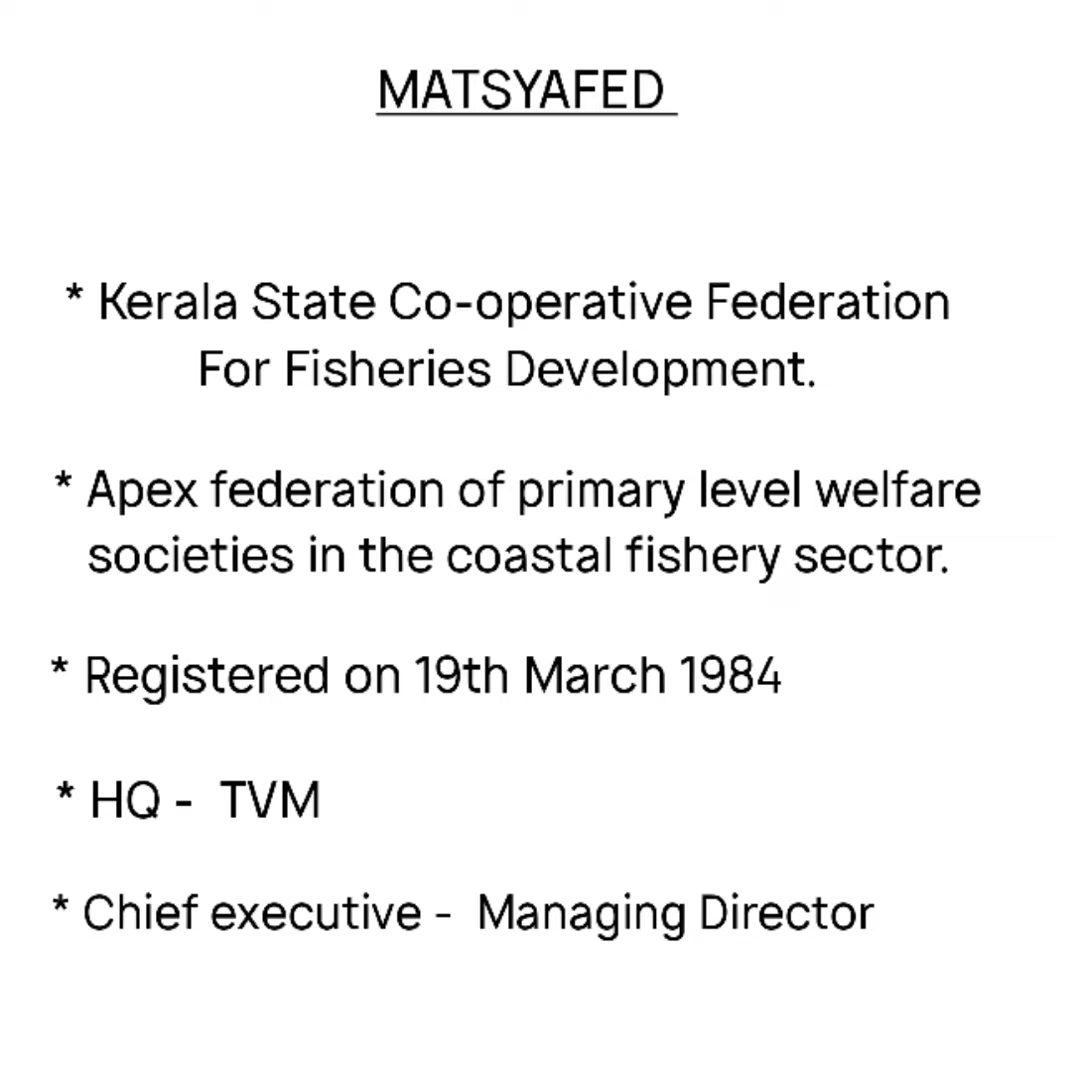 MATSYAFED
* Kerala State Co-operative Federation
For Fisheries Development.
* Apex federation of primary level welfare
societies in the coastal fishery sector.
* Registered on 19th March 1984
* HQ - TVM
* Chief executive - Managing Director